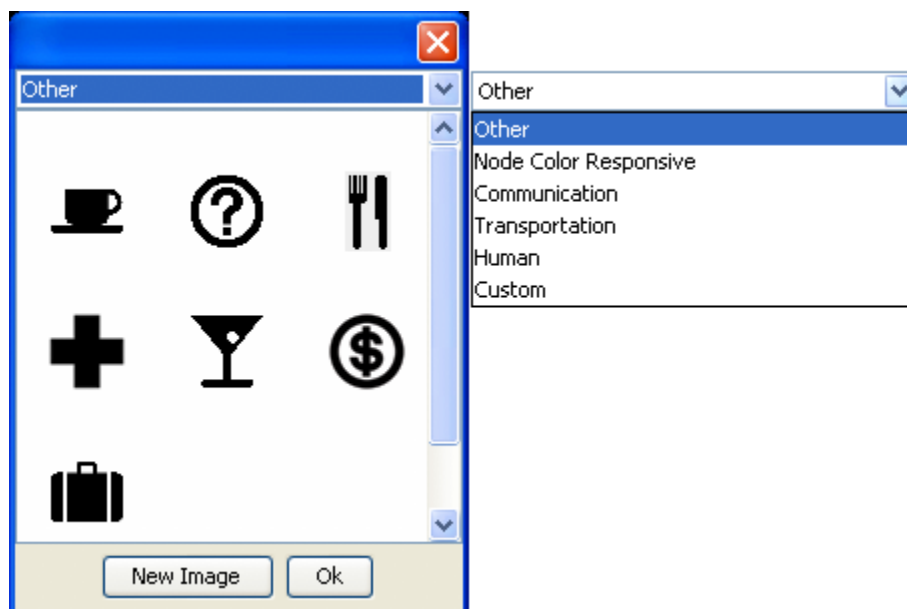 Other
Other
Other
Node Color Responsive
Communication
Transportation
Human
Custom
?
$
New Image
Ok